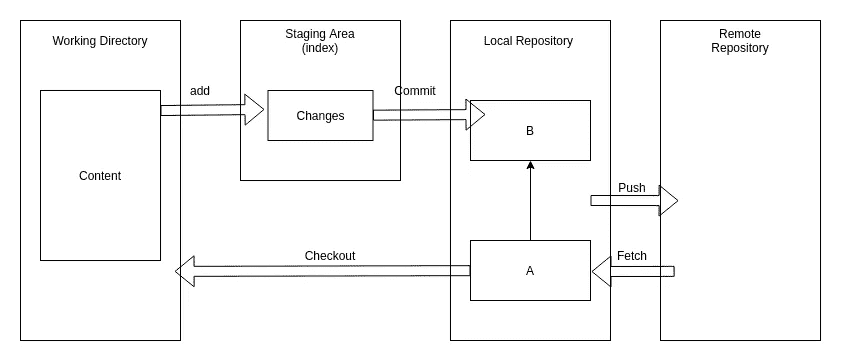 Working Directory
Staging Area
(index)
Local Repository
Remote
Repository
add
Commit
Changes
B
Content
Push
Checkout
Fetch
A